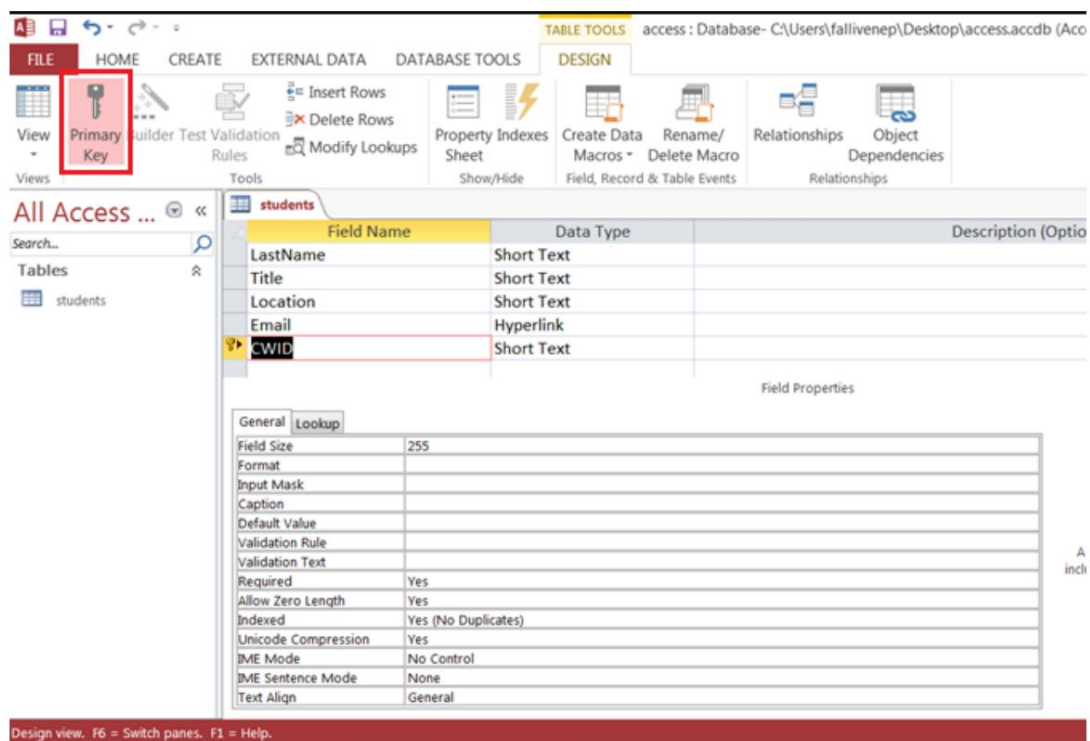 TABLE TOOLS access : Database- C:\Users\fallivenep\Desktop\access.accdb (Acc
FILE HOME CREATE EXTERNAL DATA DATABASE TOOLS DESIGN
View
Primary Key
Builder
Test Validation Rules
Insert Rows
Delete Rows
Modify Lookups
Property Sheet
Indexes
Create Data Macros
Rename/ Delete Macro
Relationships
Object Dependencies
Views Tools Show/Hide Field, Record & Table Events Relationships
All Access ... «
Search...
Tables
students
students
Field Name Data Type Description (Optio
LastName Short Text
Title Short Text
Location Short Text
Email Hyperlink
CWID Short Text
Field Properties
General Lookup
Field Size 255
Format
Input Mask
Caption
Default Value
Validation Rule
Validation Text
Required Yes
Allow Zero Length Yes
Indexed Yes (No Duplicates)
Unicode Compression Yes
IME Mode No Control
IME Sentence Mode None
Text Align General
A
incl
Design view. F6 = Switch panes. F1 = Help.